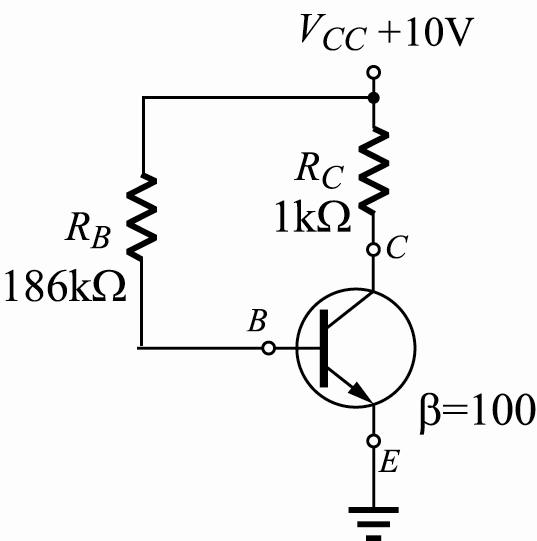 VCC +10V
RC
1kΩ
RB
186kΩ
C
B
β=100
E